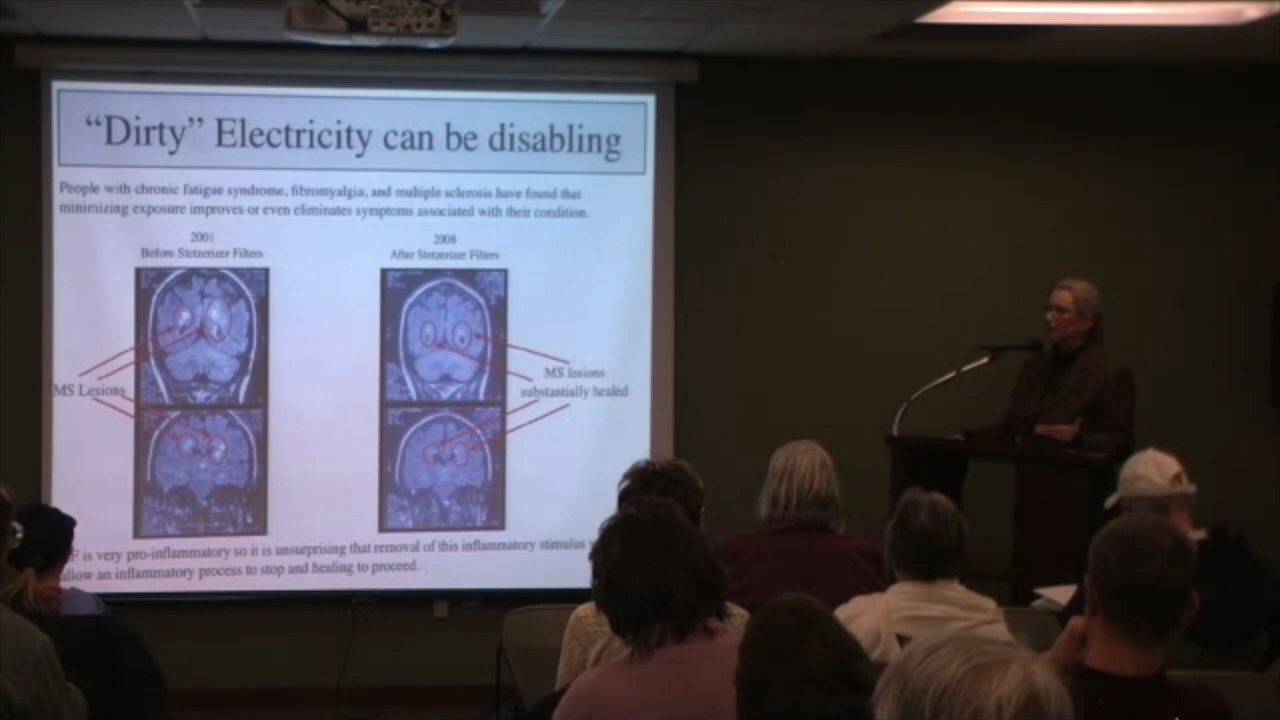 “Dirty” Electricity can be disabling
People with chronic fatigue syndrome, fibromyalgia, and multiple sclerosis have found that
minimizing exposure improves or even eliminates symptoms associated with their condition.
2001
Before Stetzerizer Filters
2008
After Stetzerizer Filters
MS Lesions
MS lesions
substantially healed
is very pro-inflammatory so it is unsurprising that removal of this inflammatory stimulus
allow an inflammatory process to stop and healing to proceed.